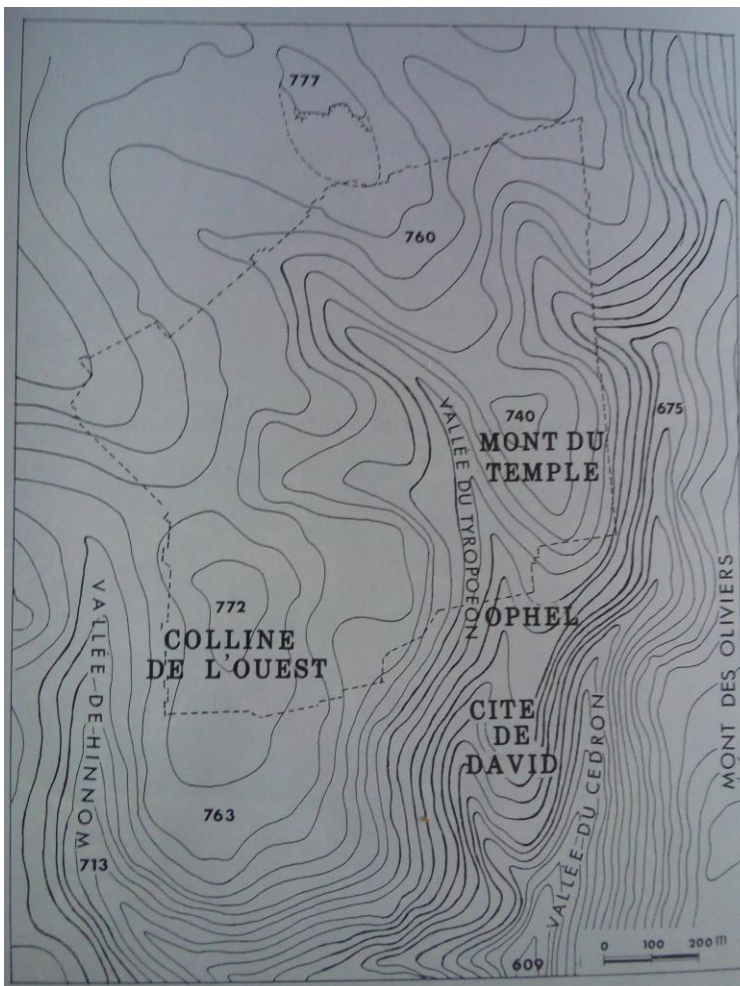 777
760
740
MONT DU
TEMPLE
675
VALLÉE DU TYROPOEON
OPHEL
772
COLLINE
DE L'OUEST
VALLÉE-DE-HINNOM
CITE
DE
DAVID
MONT DES OLIVIERS
763
VALLÉE DU CEDRON
713
609
0 100 200 m